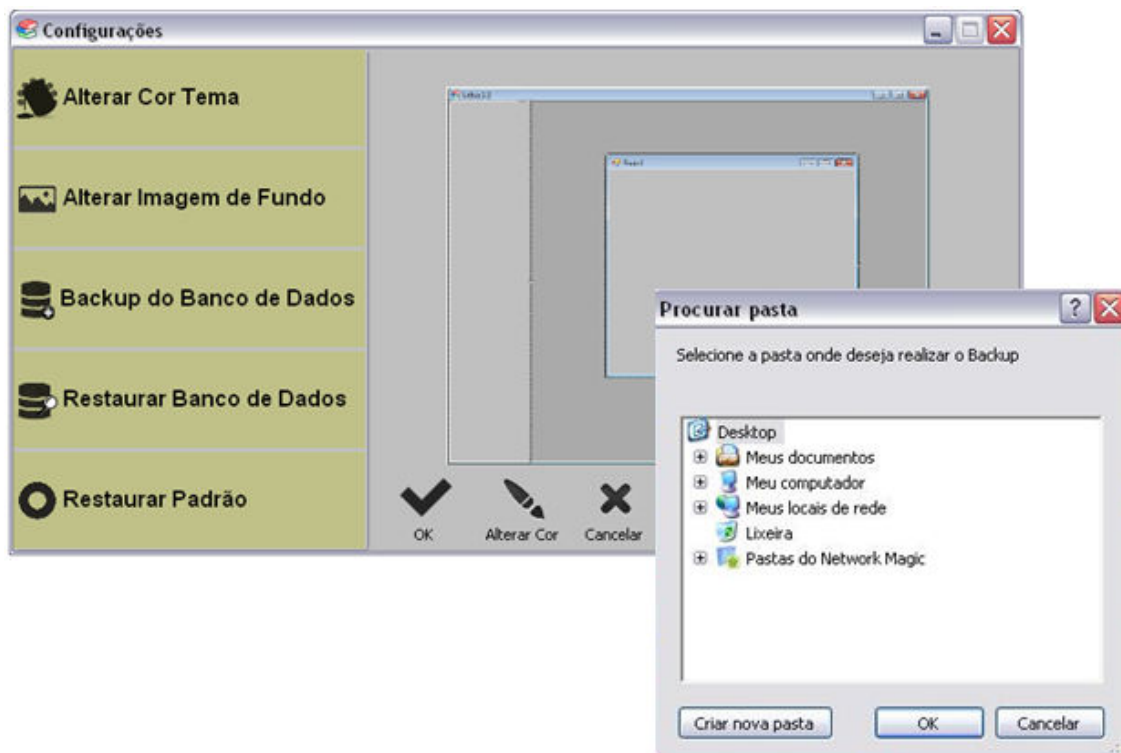 Configurações
Alterar Cor Tema
Alterar Imagem de Fundo
Backup do Banco de Dados
Restaurar Banco de Dados
Restaurar Padrão
OK
Alterar Cor
Cancelar
Procurar pasta
Selecione a pasta onde deseja realizar o Backup
Desktop
Meus documentos
Meu computador
Meus locais de rede
Lixeira
Pastas do Network Magic
Criar nova pasta
OK
Cancelar